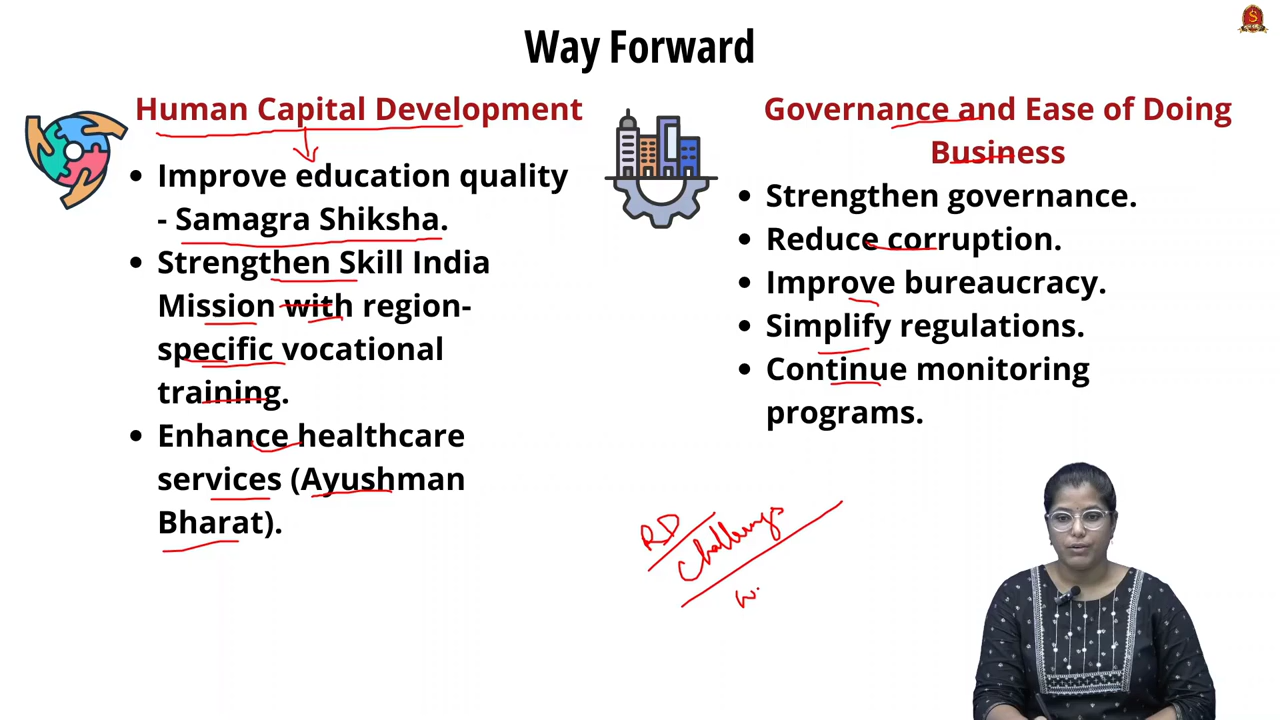 Way Forward
Human Capital Development
• Improve education quality
- Samagra Shiksha.
• Strengthen Skill India
Mission with region-
specific vocational
training.
• Enhance healthcare
services (Ayushman
Bharat).
Governance and Ease of Doing
Business
• Strengthen governance.
• Reduce corruption.
• Improve bureaucracy.
• Simplify regulations.
• Continue monitoring
programs.
RD
Challenges
W.